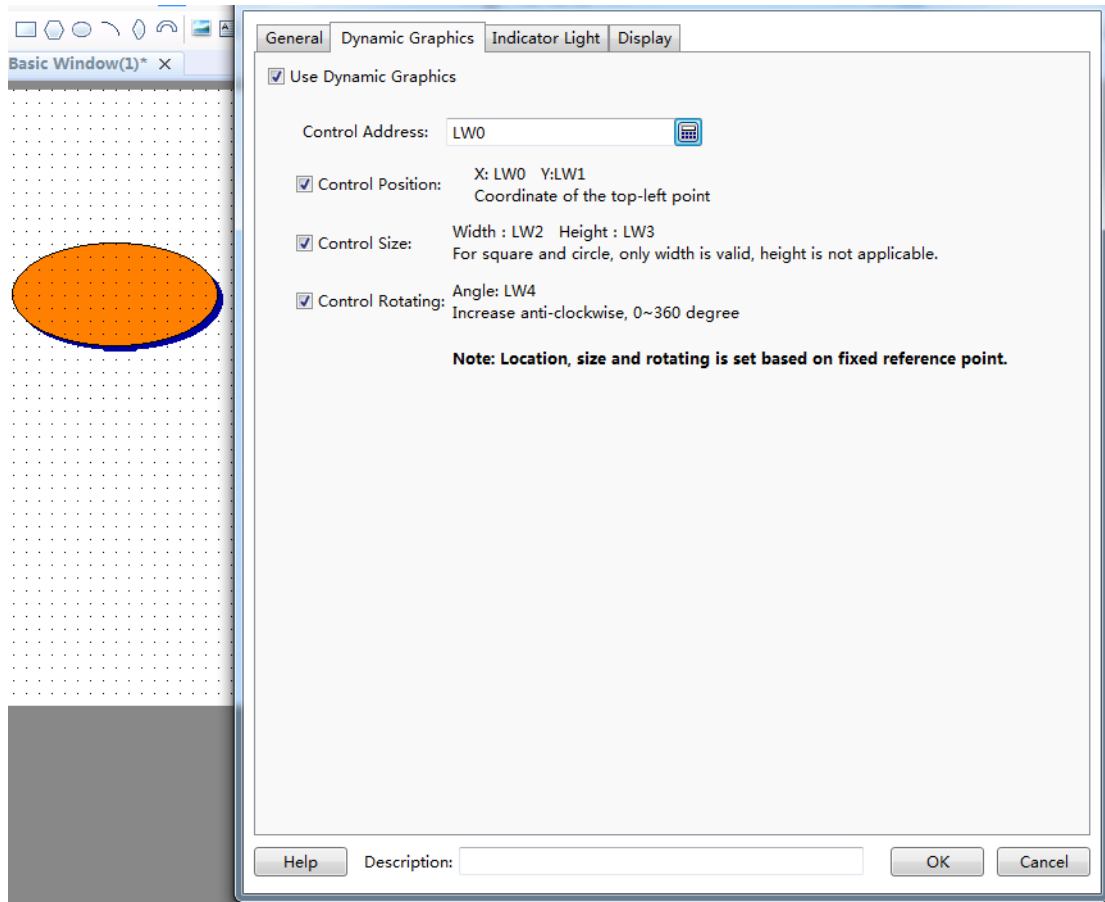 A
Basic Window(1)* X
General Dynamic Graphics Indicator Light Display
Use Dynamic Graphics
Control Address: LW0
Control Position: X: LW0 Y:LW1
Coordinate of the top-left point
Control Size: Width : LW2 Height : LW3
For square and circle, only width is valid, height is not applicable.
Control Rotating: Angle: LW4
Increase anti-clockwise, 0~360 degree
Note: Location, size and rotating is set based on fixed reference point.
Help Description: OK Cancel